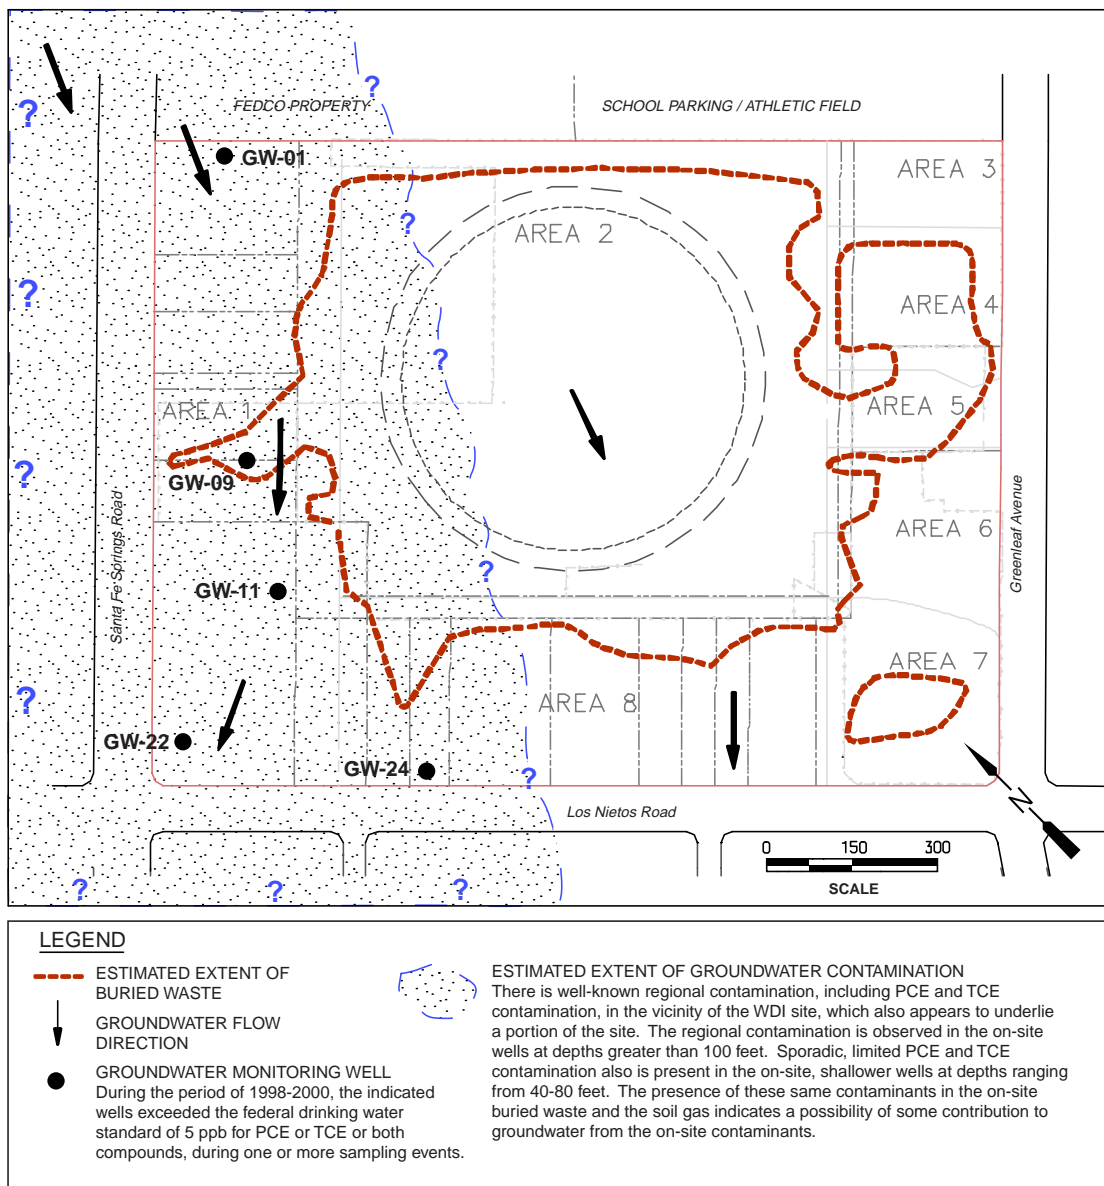 ?
FEDCO PROPERTY
SCHOOL PARKING / ATHLETIC FIELD
?
GW-01
AREA 3
?
AREA 2
?
AREA 4
?
AREA 1
AREA 5
?
GW-09
Santa Fe Springs Road
AREA 6
Greenleaf Avenue
?
GW-11
AREA 7
?
AREA 8
GW-22
GW-24
?
N
Los Nietos Road
0 150 300
SCALE
?
?
?
LEGEND
ESTIMATED EXTENT OF
BURIED WASTE
GROUNDWATER FLOW
DIRECTION
GROUNDWATER MONITORING WELL
During the period of 1998-2000, the indicated
wells exceeded the federal drinking water
standard of 5 ppb for PCE or TCE or both
compounds, during one or more sampling events.
ESTIMATED EXTENT OF GROUNDWATER CONTAMINATION
There is well-known regional contamination, including PCE and TCE
contamination, in the vicinity of the WDI site, which also appears to underlie
a portion of the site. The regional contamination is observed in the on-site
wells at depths greater than 100 feet. Sporadic, limited PCE and TCE
contamination also is present in the on-site, shallower wells at depths ranging
from 40-80 feet. The presence of these same contaminants in the on-site
buried waste and the soil gas indicates a possibility of some contribution to
groundwater from the on-site contaminants.